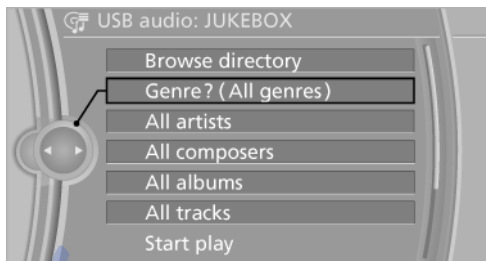 USB audio: JUKEBOX
Browse directory
Genre? (All genres)
All artists
All composers
All albums
All tracks
Start play